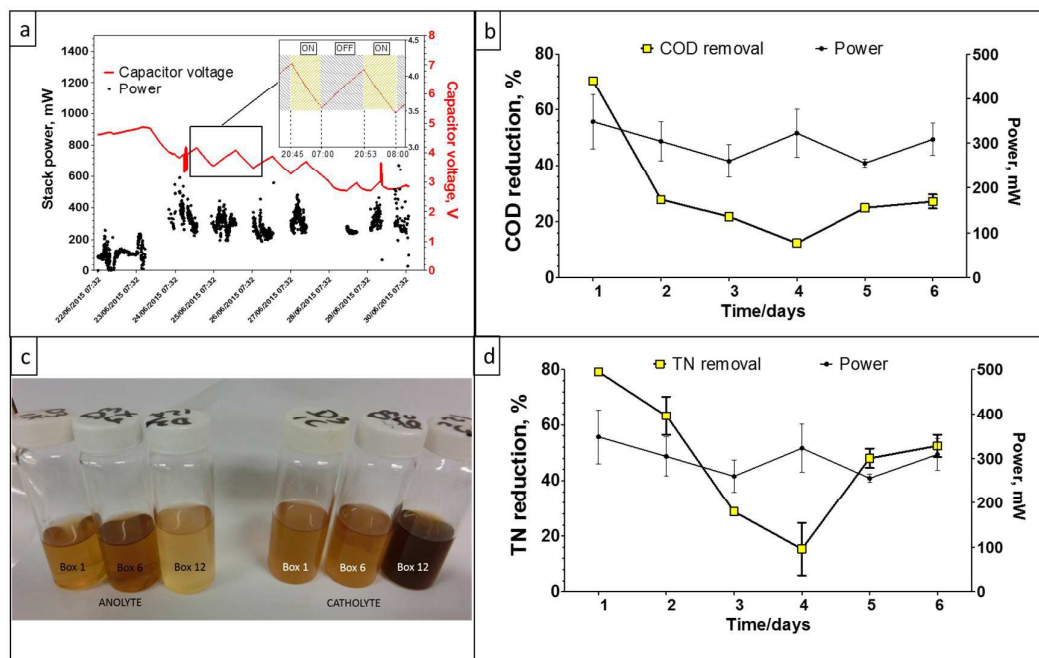 a
1400
1200
1000
800
600
400
200
0
Stack power, mW
Capacitor voltage
Power
8
7
6
5
4
3
2
1
0
Capacitor voltage, V
ON OFF ON
4.5
4.0
3.5
3.0
20:45 07:00 20:53 08:00
22/06/2015 07:32
23/06/2015 07:32
24/06/2015 07:32
25/06/2015 07:32
26/06/2015 07:32
27/06/2015 07:32
28/06/2015 07:32
29/06/2015 07:32
30/06/2015 07:32
b
COD removal Power
80
60
40
20
0
COD reduction, %
500
400
300
200
100
0
Power, mW
1 2 3 4 5 6
Time/days
c
Box 1 Box 6 Box 12 Box 1 Box 6 Box 12
ANOLYTE CATHOLYTE
d
TN removal Power
80
60
40
20
0
TN reduction, %
500
400
300
200
100
0
Power, mW
1 2 3 4 5 6
Time/days